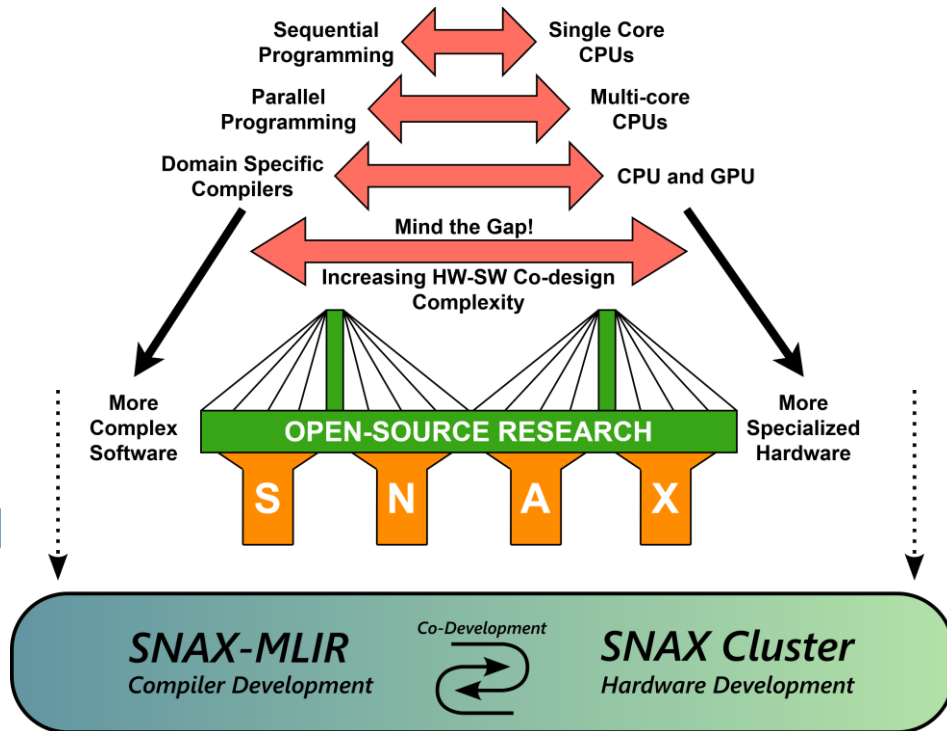 Sequential
Programming
Single Core
CPUs
Parallel
Programming
Multi-core
CPUs
Domain Specific
Compilers
CPU and GPU
Mind the Gap!
Increasing HW-SW Co-design
Complexity
More
Complex
Software
OPEN-SOURCE RESEARCH
More
Specialized
Hardware
S N A X
SNAX-MLIR
Compiler Development
Co-Development
SNAX Cluster
Hardware Development